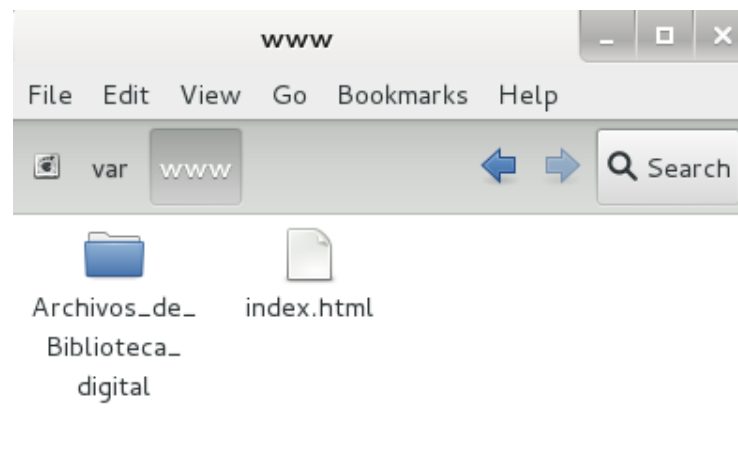 www
File Edit View Go Bookmarks Help
var www Search
Archivos_de_ index.html
Biblioteca_
digital